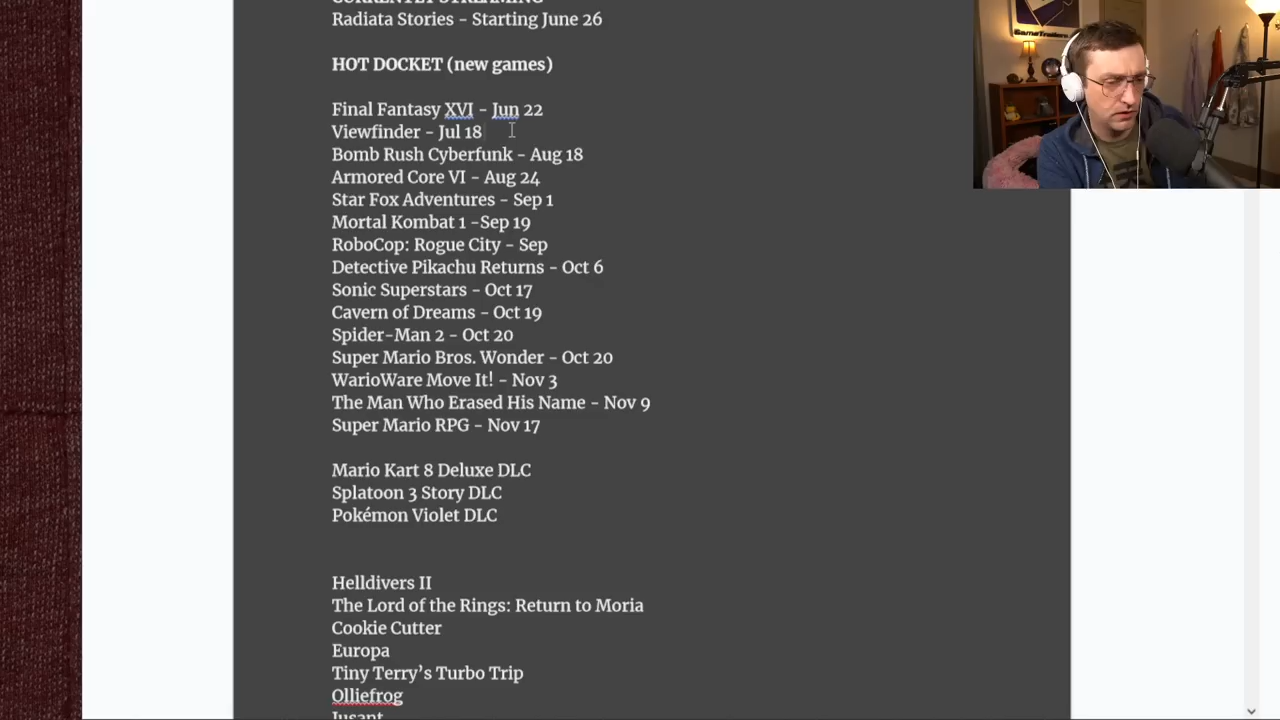 CURRENTLY STREAMING
Radiata Stories - Starting June 26
HOT DOCKET (new games)
Final Fantasy XVI - Jun 22
Viewfinder - Jul 18
Bomb Rush Cyberfunk - Aug 18
Armored Core VI - Aug 24
Star Fox Adventures - Sep 1
Mortal Kombat 1 -Sep 19
RoboCop: Rogue City - Sep
Detective Pikachu Returns - Oct 6
Sonic Superstars - Oct 17
Cavern of Dreams - Oct 19
Spider-Man 2 - Oct 20
Super Mario Bros. Wonder - Oct 20
WarioWare Move It! - Nov 3
The Man Who Erased His Name - Nov 9
Super Mario RPG - Nov 17
Mario Kart 8 Deluxe DLC
Splatoon 3 Story DLC
Pokémon Violet DLC
Helldivers II
The Lord of the Rings: Return to Moria
Cookie Cutter
Europa
Tiny Terry’s Turbo Trip
Olliefrog
Jusant
GameTrailers